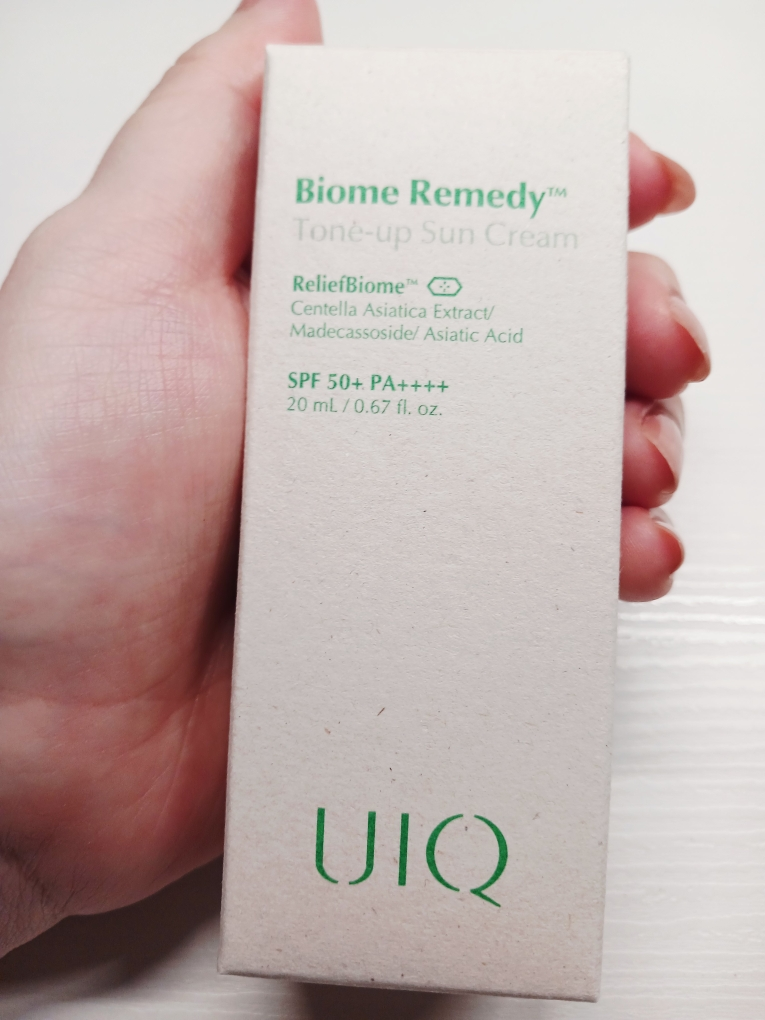 Biome Remedy™
Tone-up Sun Cream
ReliefBiome™
Centella Asiatica Extract/
Madecassoside/ Asiatic Acid
SPF 50+ PA++++
20 mL / 0.67 fl. oz.
UIQ